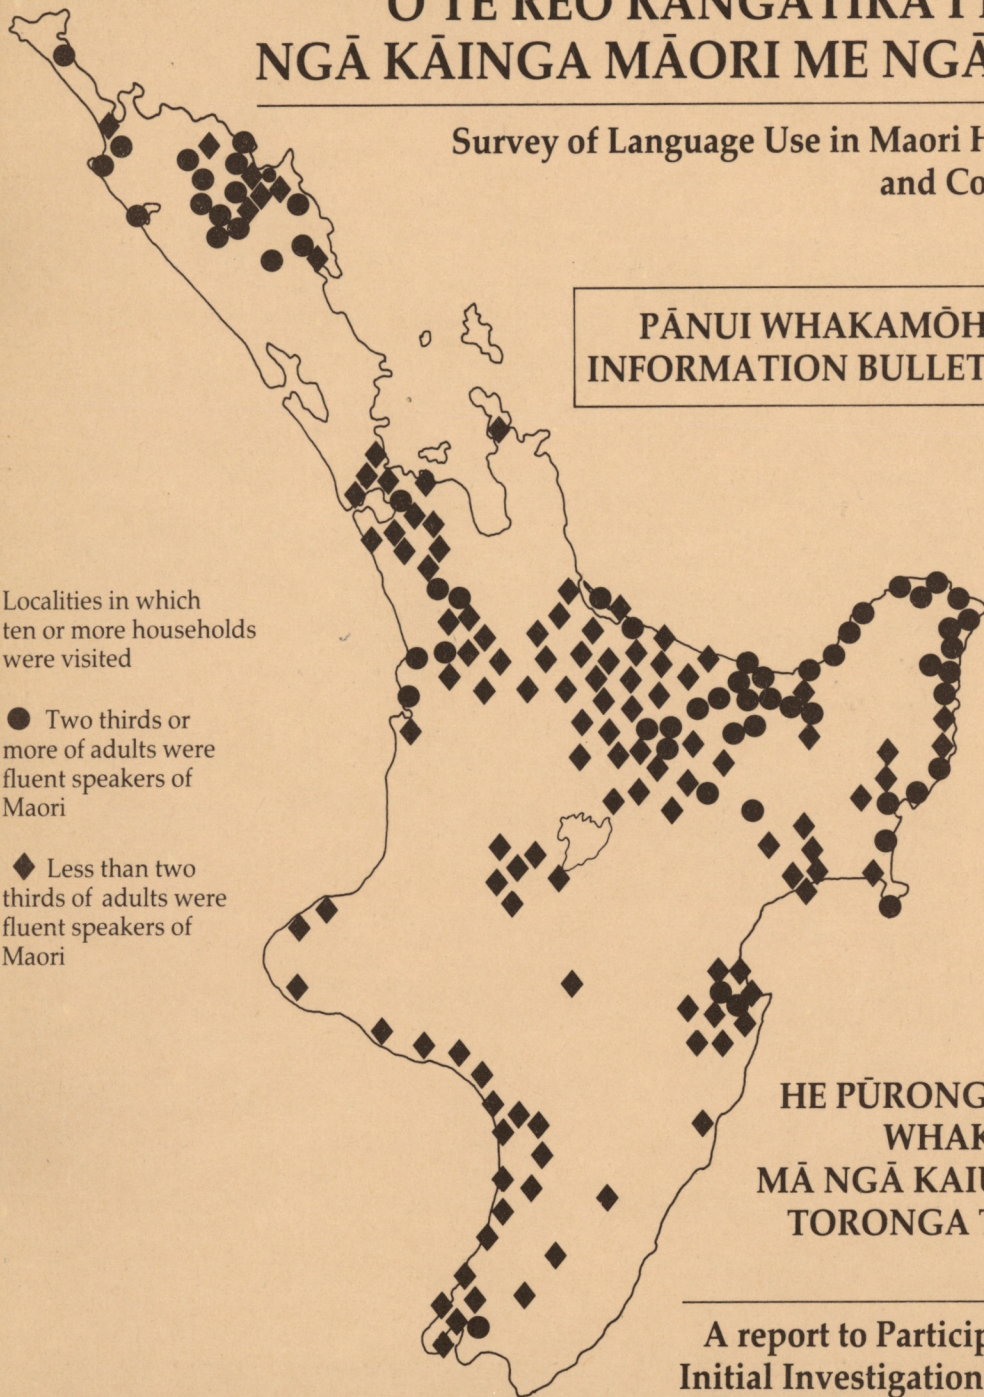 O TE REO RANGATIRA I
NGĀ KĀINGA MĀORI ME NGĀ
Survey of Language Use in Maori H
and Co
PĀNUI WHAKAMŌH
INFORMATION BULLET
Localities in which
ten or more households
were visited
Two thirds or
more of adults were
fluent speakers of
Maori
Less than two
thirds of adults were
fluent speakers of
Maori
HE PŪRONG
WHAK
MĀ NGĀ KAIU
TORONGA T
A report to Particip
Initial Investigation